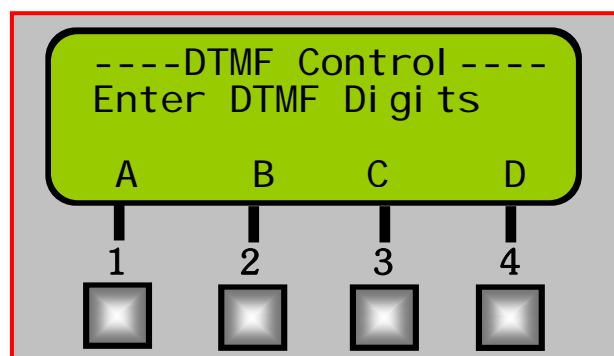 ----DTMF Control----
Enter DTMF Digits
A B C D
1 2 3 4